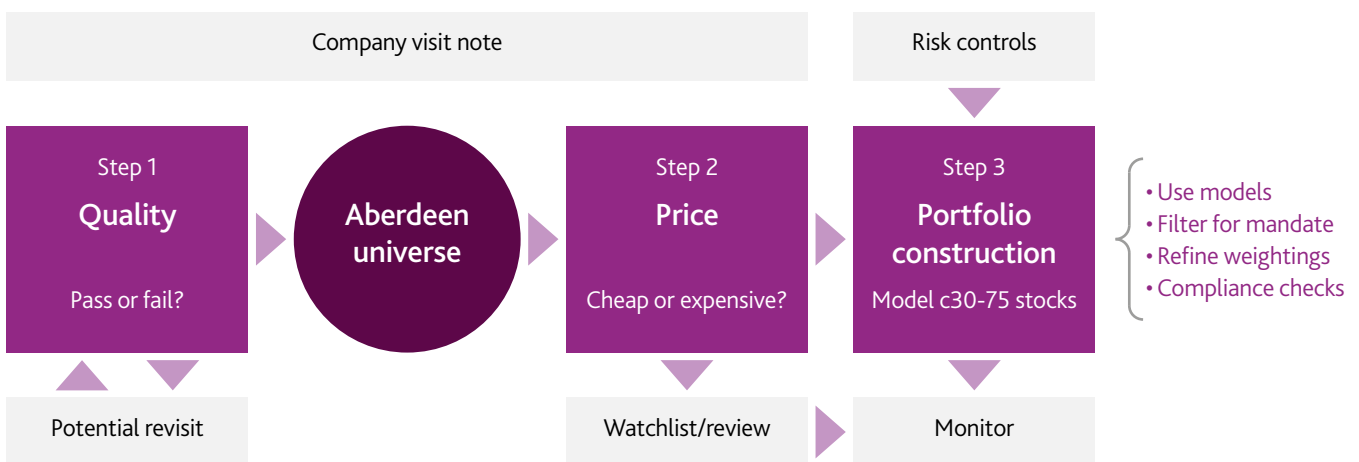 Company visit note
Risk controls
Step 1
Quality
Pass or fail?
Aberdeen
universe
Step 2
Price
Cheap or expensive?
Step 3
Portfolio
construction
Model c30-75 stocks
• Use models
• Filter for mandate
• Refine weightings
• Compliance checks
Potential revisit
Watchlist/review
Monitor